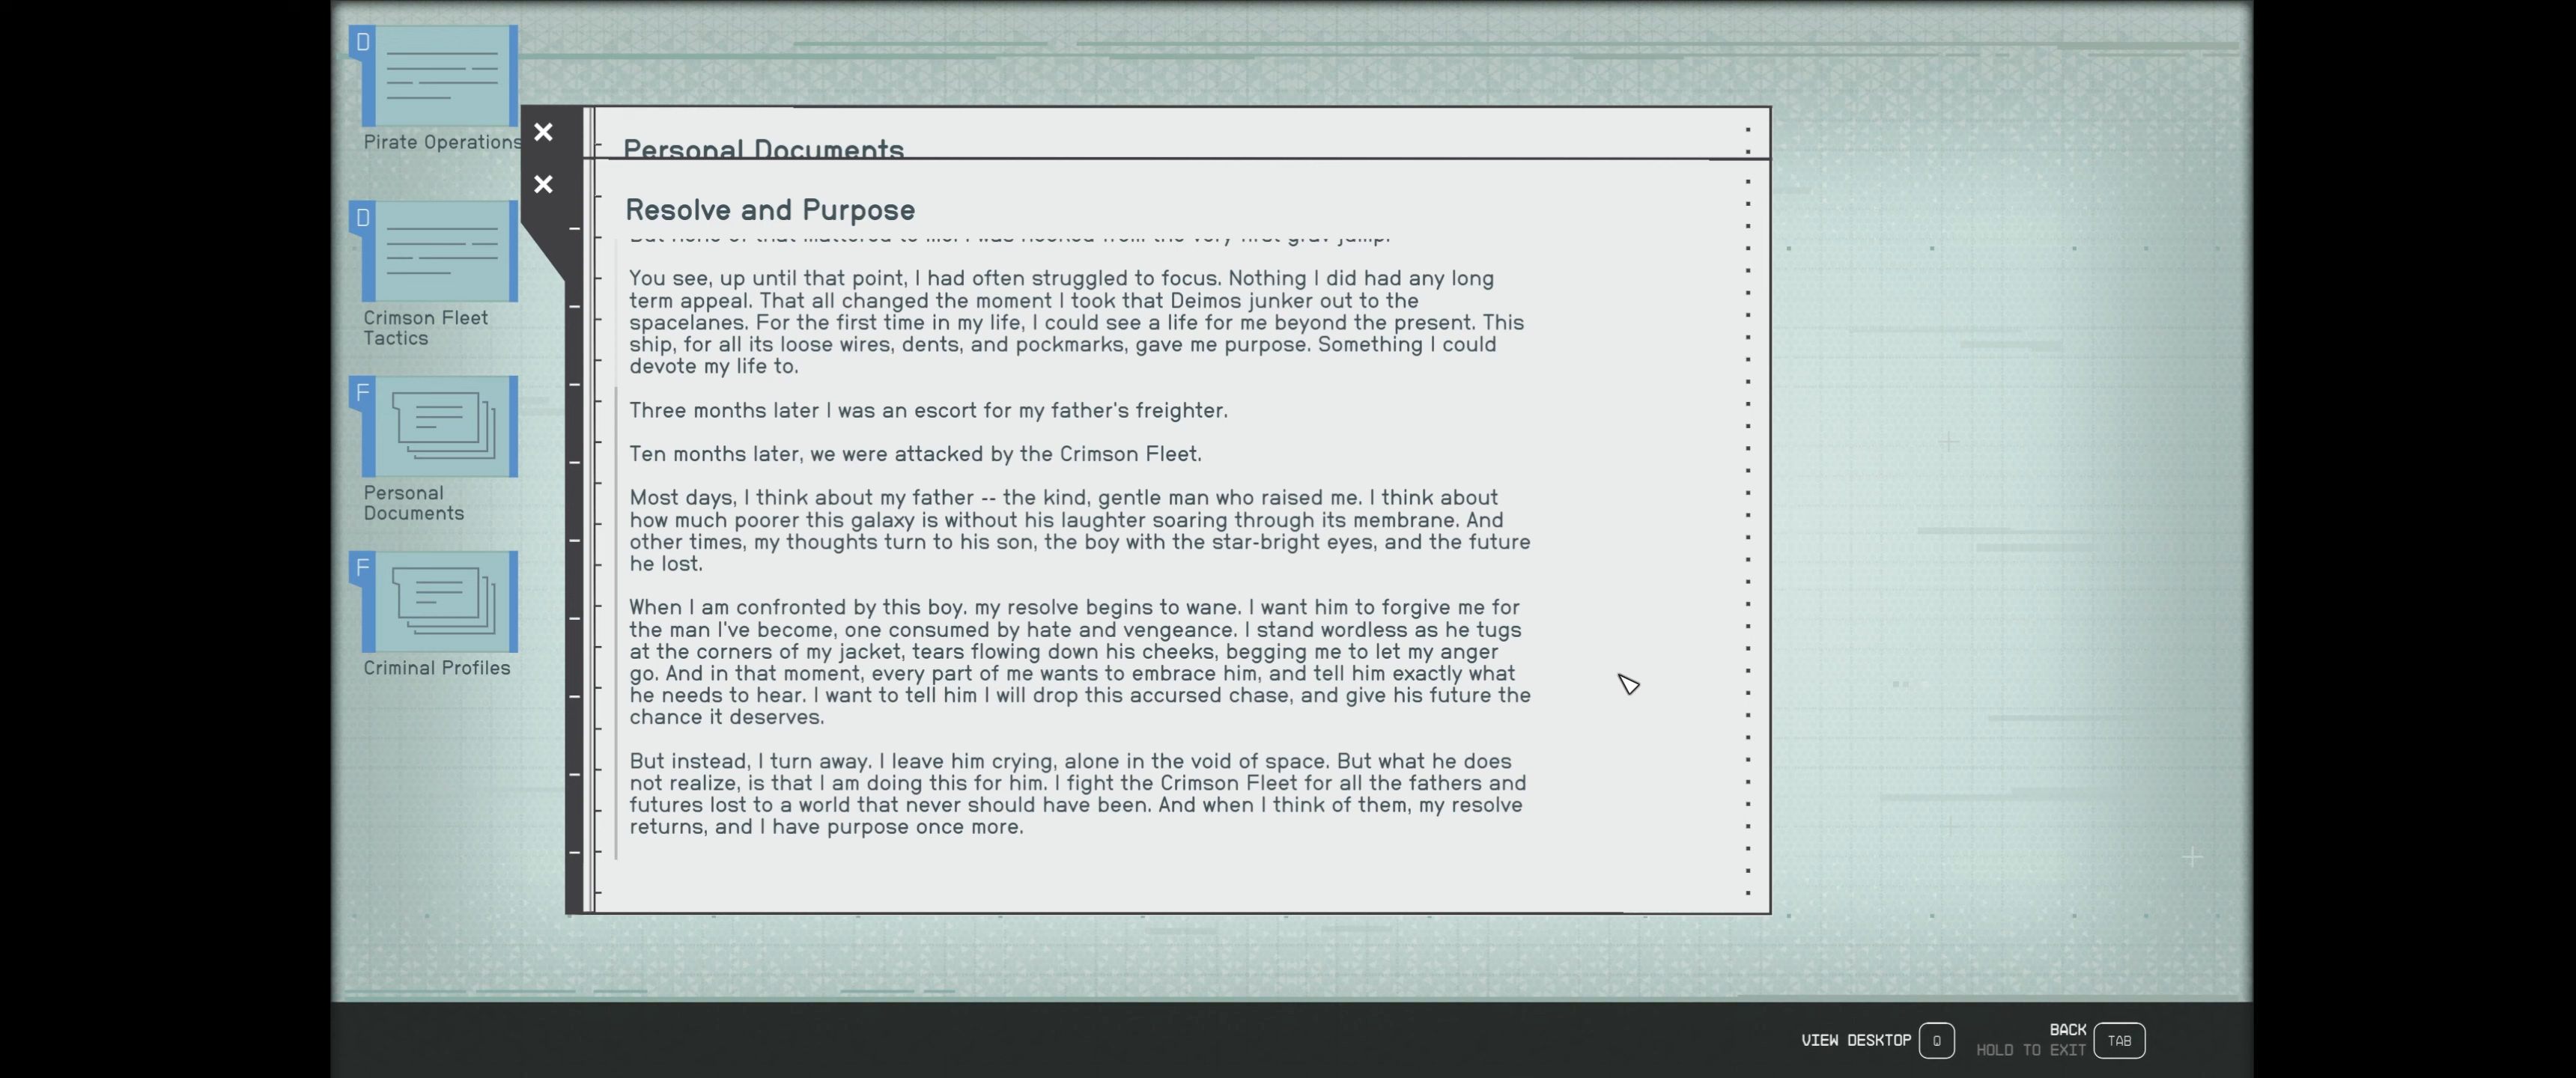 D
Pirate Operations
D
Crimson Fleet
Tactics
F
Personal
Documents
F
Criminal Profiles
Personal Documents
Resolve and Purpose
But none of that mattered to me. I was hooked from the very first grav jump.
You see, up until that point, I had often struggled to focus. Nothing I did had any long
term appeal. That all changed the moment I took that Deimos junker out to the
spacelanes. For the first time in my life, I could see a life for me beyond the present. This
ship, for all its loose wires, dents, and pockmarks, gave me purpose. Something I could
devote my life to.
Three months later I was an escort for my father's freighter.
Ten months later, we were attacked by the Crimson Fleet.
Most days, I think about my father -- the kind, gentle man who raised me. I think about
how much poorer this galaxy is without his laughter soaring through its membrane. And
other times, my thoughts turn to his son, the boy with the star-bright eyes, and the future
he lost.
When I am confronted by this boy. my resolve begins to wane. I want him to forgive me for
the man I've become, one consumed by hate and vengeance. I stand wordless as he tugs
at the corners of my jacket, tears flowing down his cheeks, begging me to let my anger
go. And in that moment, every part of me wants to embrace him, and tell him exactly what
he needs to hear. I want to tell him I will drop this accursed chase, and give his future the
chance it deserves.
But instead, I turn away. I leave him crying, alone in the void of space. But what he does
not realize, is that I am doing this for him. I fight the Crimson Fleet for all the fathers and
futures lost to a world that never should have been. And when I think of them, my resolve
returns, and I have purpose once more.
VIEW DESKTOP Q
BACK
HOLD TO EXIT TAB